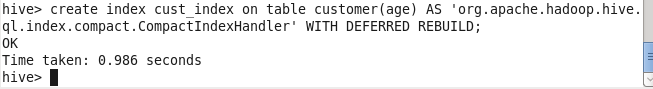 hive> create index cust_index on table customer(age) AS 'org.apache.hadoop.hive.
ql.index.compact.CompactIndexHandler' WITH DEFERRED REBUILD;
OK
Time taken: 0.986 seconds
hive>